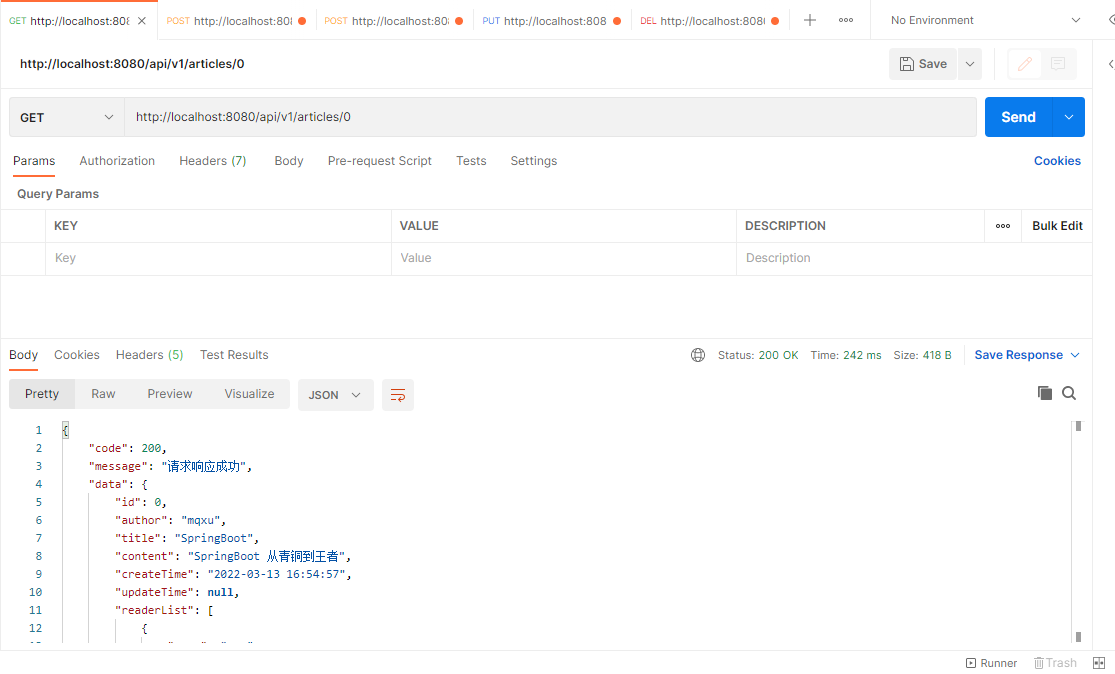 GET http://localhost:808 POST http://localhost:808 POST http://localhost:808 PUT http://localhost:808 DEL http://localhost:808 No Environment
http://localhost:8080/api/v1/articles/0 Save
GET http://localhost:8080/api/v1/articles/0 Send
Params Authorization Headers (7) Body Pre-request Script Tests Settings Cookies
Query Params
KEY VALUE DESCRIPTION Bulk Edit
Key Value Description
Body Cookies Headers (5) Test Results Status: 200 OK Time: 242 ms Size: 418 B Save Response
Pretty Raw Preview Visualize JSON
1 {
2 "code": 200,
3 "message": "请求响应成功",
4 "data": {
5 "id": 0,
6 "author": "mqxu",
7 "title": "SpringBoot",
8 "content": "SpringBoot 从青铜到王者",
9 "createTime": "2022-03-13 16:54:57",
10 "updateTime": null,
11 "readerList": [
12 {
Runner Trash